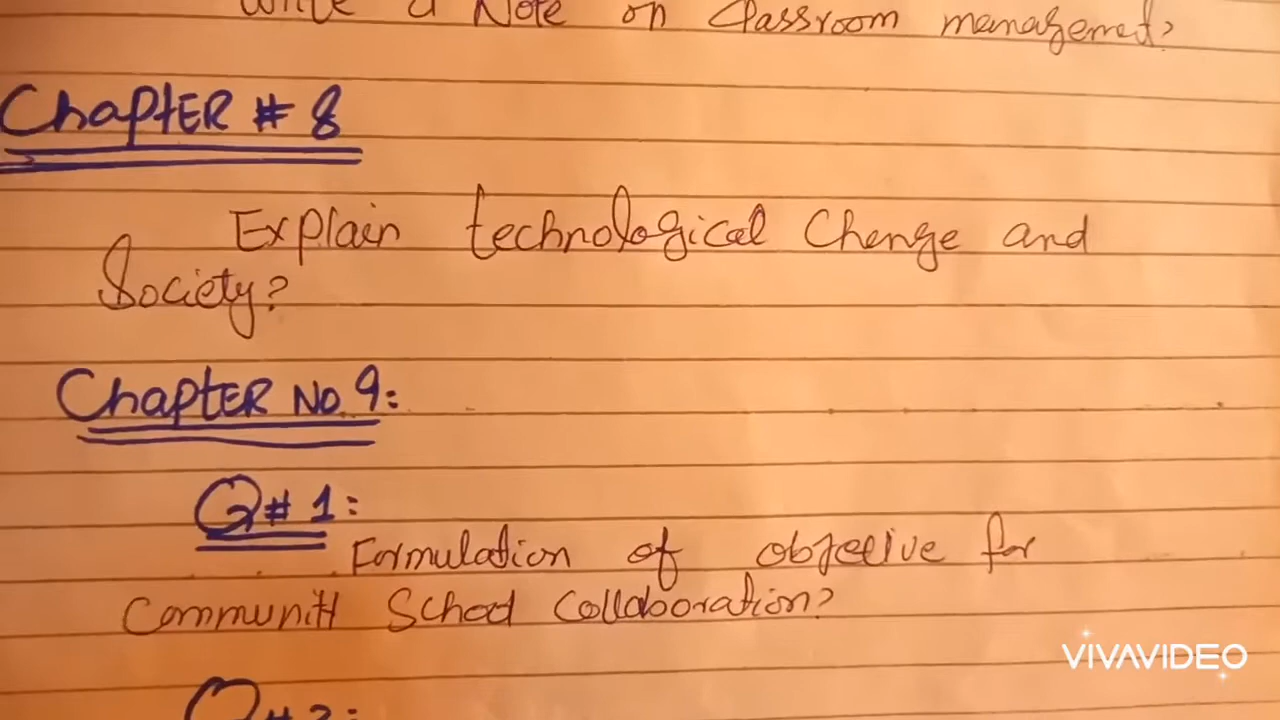 Write a Note on Classroom management?
ChaptER # 8
Explain technological Change and
Society?
ChaptER No. 9:
Q# 1:
Formulation of objective for
Community School Collaboration?
Q# 2:
VIVAVIDEO